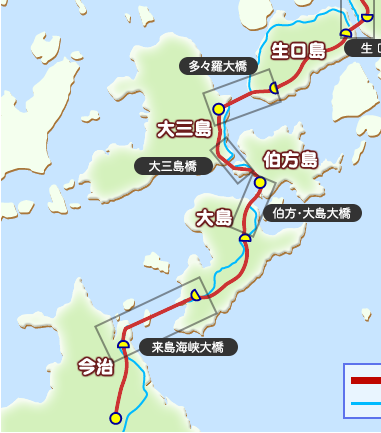 生口島
生口
多々羅大橋
大三島
大三島橋
伯方島
大島
伯方・大島大橋
来島海峡大橋
今治